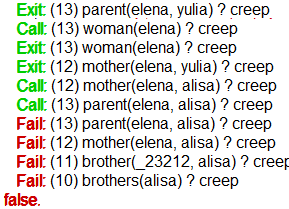 Exit: (13) parent(elena, yulia) ? creep
Call: (13) woman(elena) ? creep
Exit: (13) woman(elena) ? creep
Exit: (12) mother(elena, yulia) ? creep
Call: (12) mother(elena, alisa) ? creep
Call: (13) parent(elena, alisa) ? creep
Fail: (13) parent(elena, alisa) ? creep
Fail: (12) mother(elena, alisa) ? creep
Fail: (11) brother(_23212, alisa) ? creep
Fail: (10) brothers(alisa) ? creep
false.